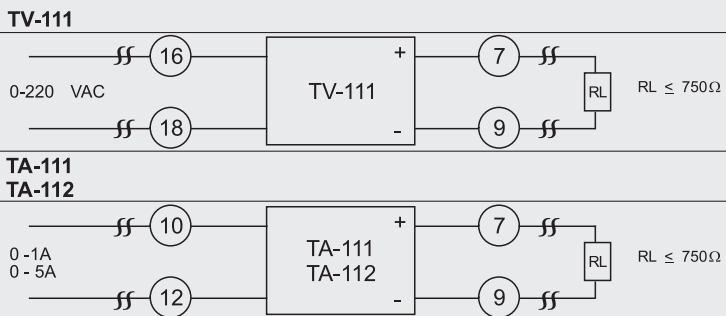 TV-111
16
+
7
0-220 VAC
TV-111
RL
RL ≤ 750Ω
18
-
9
TA-111
TA-112
10
+
7
0 -1A
0 - 5A
TA-111
TA-112
RL
RL ≤ 750Ω
12
-
9